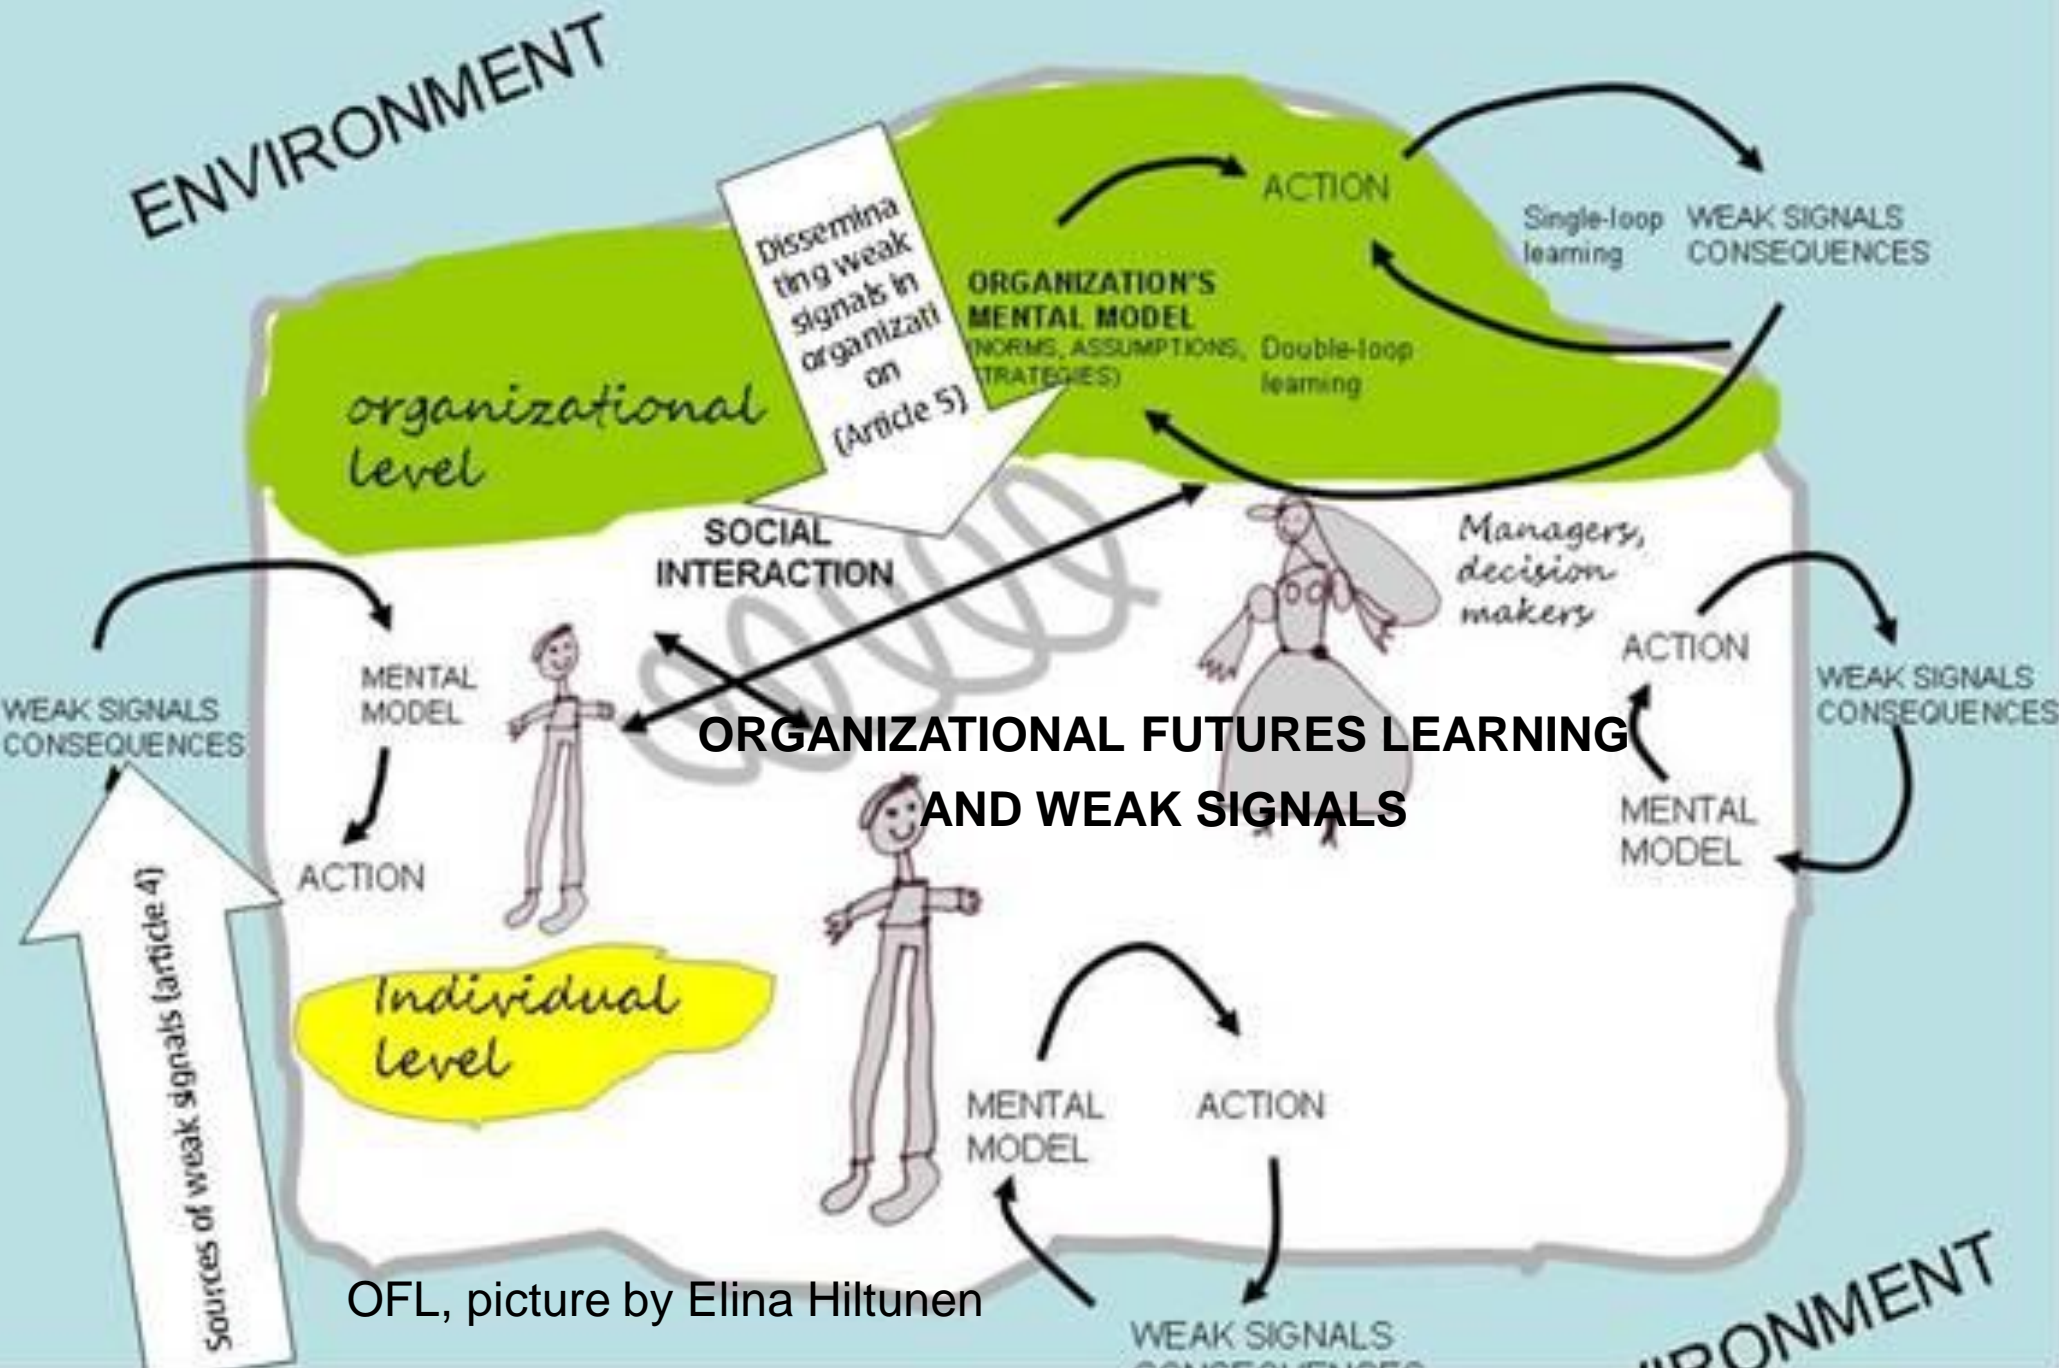 ENVIRONMENT
Dissemina
ting weak
signals in
organizati
on
(Article 5)
ACTION
Single-loop
learning
WEAK SIGNALS
CONSEQUENCES
ORGANIZATION'S
MENTAL MODEL
(NORMS, ASSUMPTIONS,
STRATEGIES)
Double-loop
learning
organizational
level
SOCIAL
INTERACTION
Managers,
decision
makers
ACTION
WEAK SIGNALS
CONSEQUENCES
MENTAL
MODEL
WEAK SIGNALS
CONSEQUENCES
MENTAL
MODEL
ACTION
ORGANIZATIONAL FUTURES LEARNING
AND WEAK SIGNALS
Sources of weak signals (article 4)
Individual
level
MENTAL
MODEL
ACTION
OFL, picture by Elina Hiltunen
WEAK SIGNALS
VIRONMENT